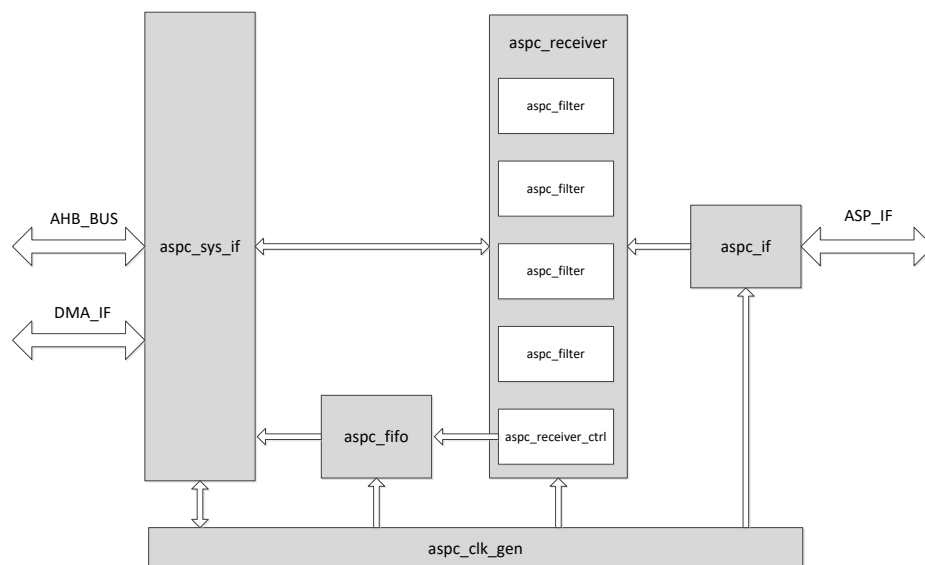 aspc_receiver
aspc_filter
aspc_filter
AHB_BUS
ASP_IF
aspc_sys_if
aspc_if
aspc_filter
DMA_IF
aspc_filter
aspc_fifo
aspc_receiver_ctrl
aspc_clk_gen